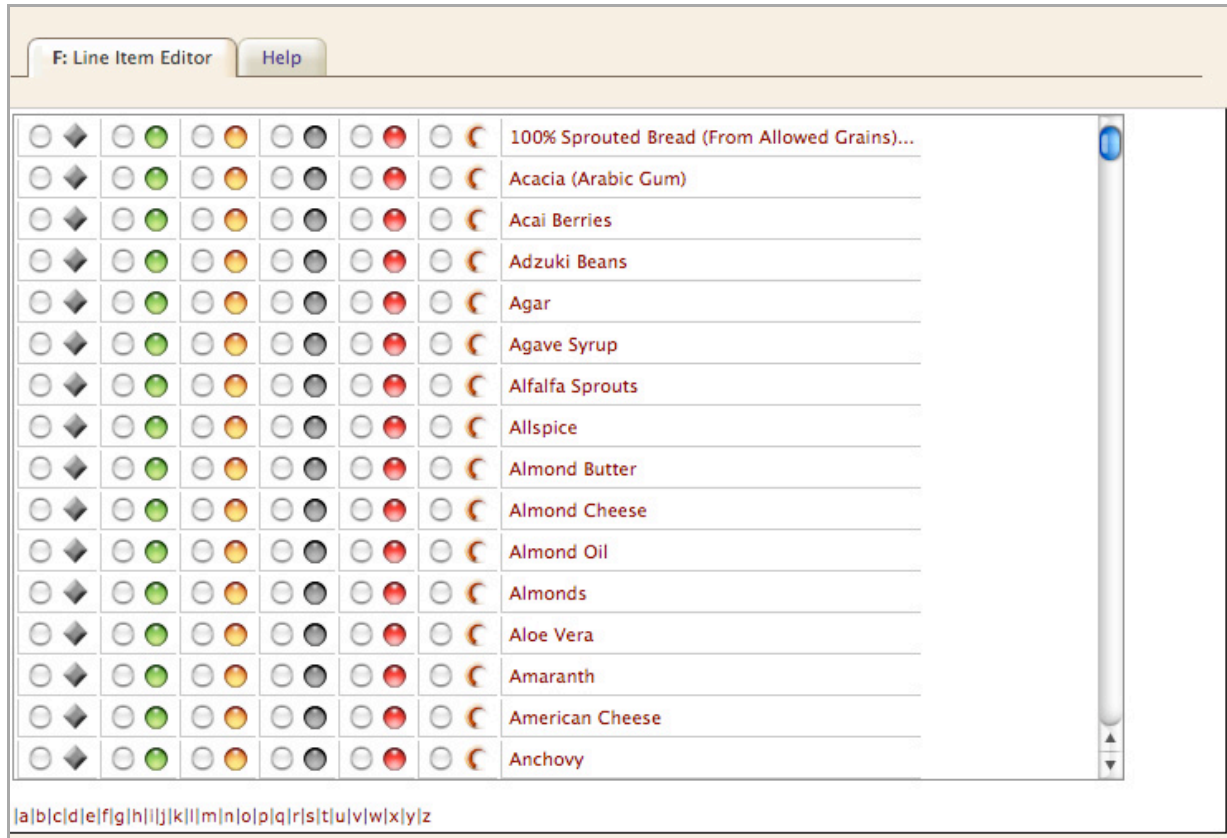 F: Line Item Editor Help
100% Sprouted Bread (From Allowed Grains)...
Acacia (Arabic Gum)
Acai Berries
Adzuki Beans
Agar
Agave Syrup
Alfalfa Sprouts
Allspice
Almond Butter
Almond Cheese
Almond Oil
Almonds
Aloe Vera
Amaranth
American Cheese
Anchovy
|a|b|c|d|e|f|g|h|i|j|k|l|m|n|o|p|q|r|s|t|u|v|w|x|y|z